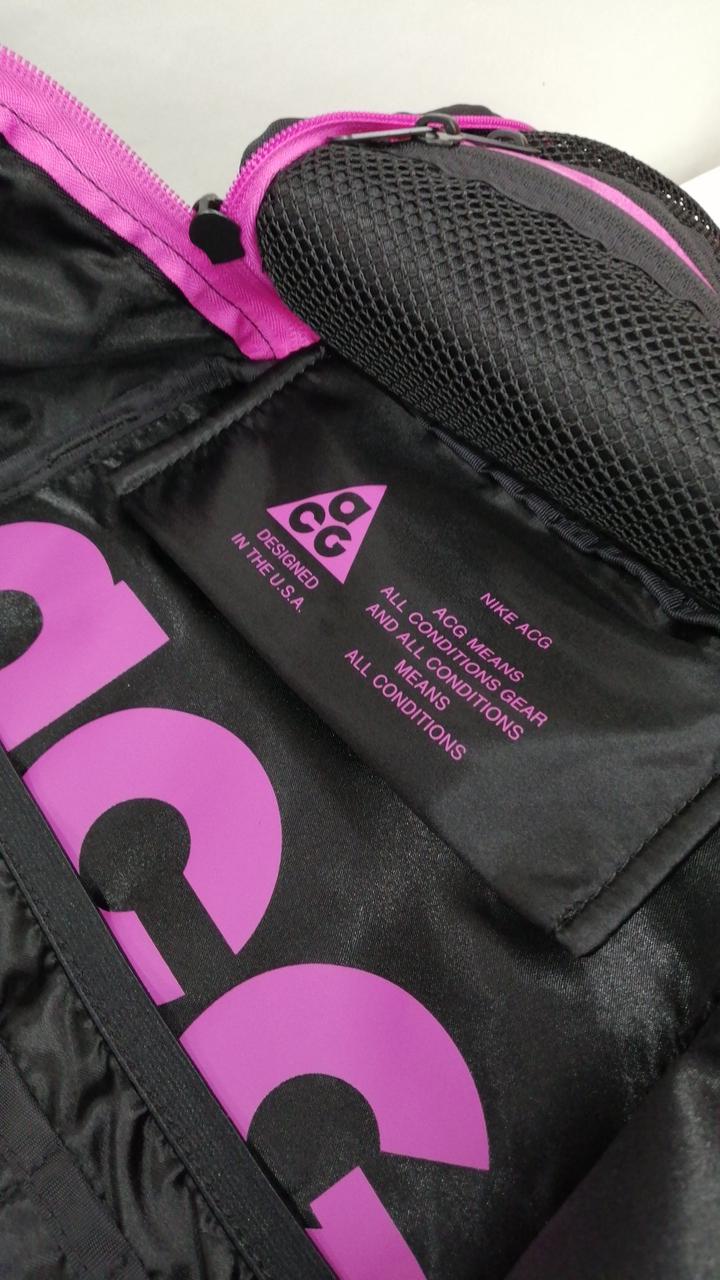 aCG
DESIGNED
IN THE U.S.A.
NIKE ACG
ACG MEANS
ALL CONDITIONS GEAR
AND ALL CONDITIONS
MEANS
ALL CONDITIONS
aCG